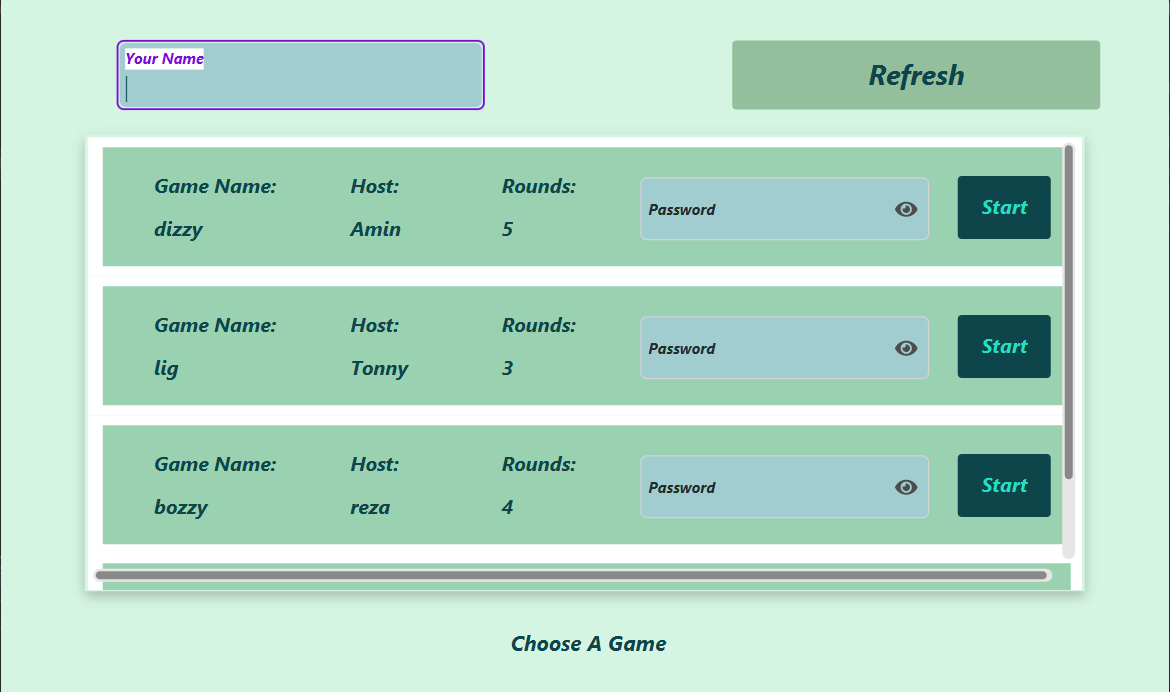 Your Name
Refresh
Game Name: Host: Rounds:
Password Start
dizzy Amin 5
Game Name: Host: Rounds:
Password Start
lig Tonny 3
Game Name: Host: Rounds:
Password Start
bozzy reza 4
Choose A Game